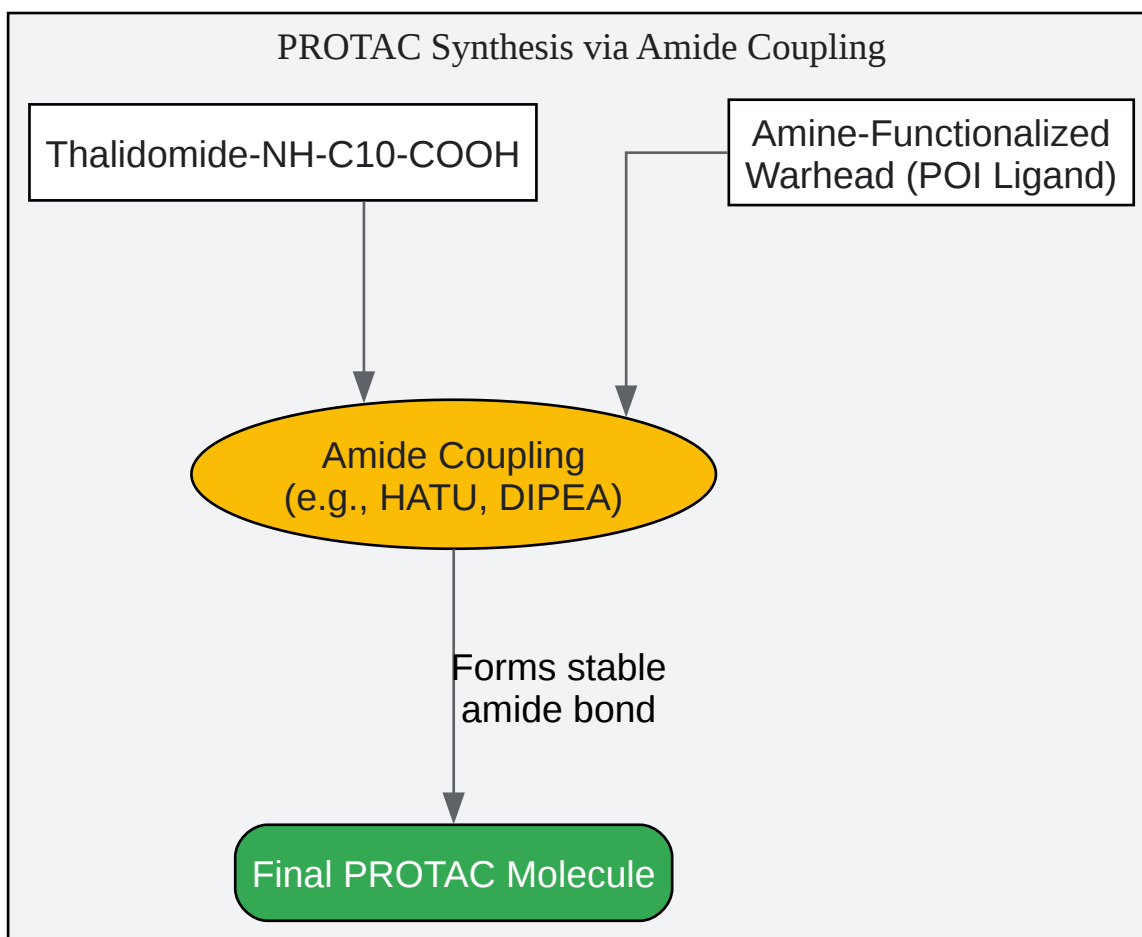 PROTAC Synthesis via Amide Coupling
Thalidomide-NH-C10-COOH
Amine-Functionalized
Warhead (POI Ligand)
Amide Coupling
(e.g., HATU, DIPEA)
Forms stable
amide bond
Final PROTAC Molecule